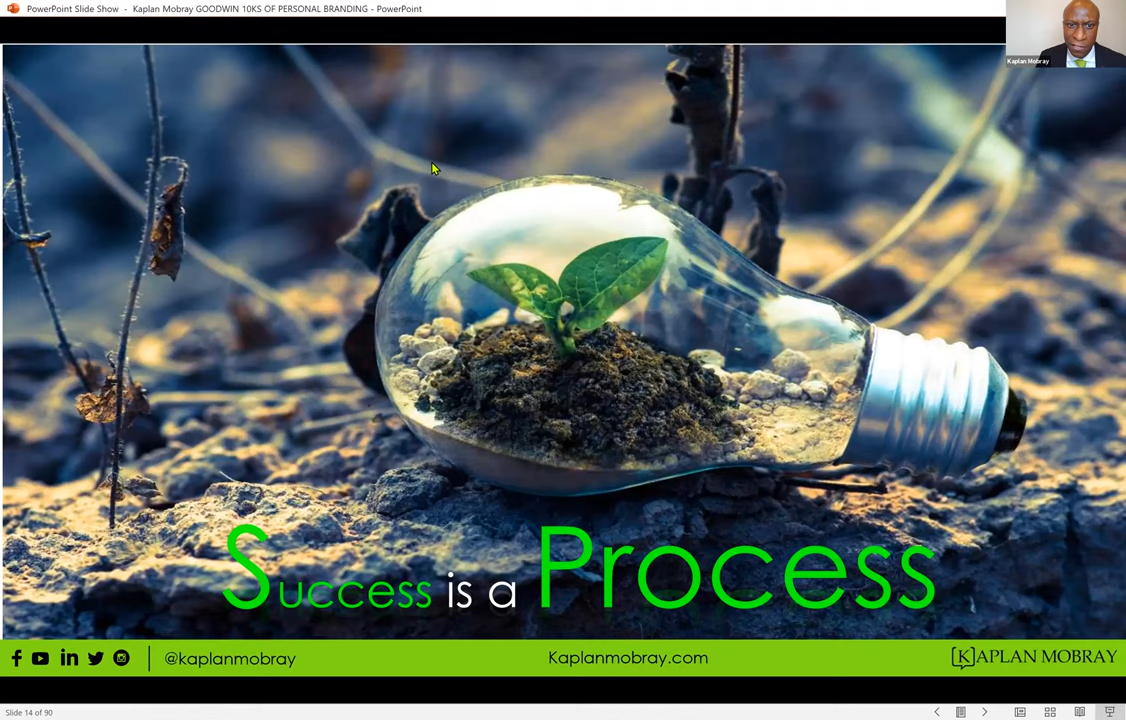 PowerPoint Slide Show - Kaplan Mobray GOODWIN 10KS OF PERSONAL BRANDING - PowerPoint
Kaplan Mobray
Success is a Process
@kaplanmobray
Kaplanmobray.com
[K]APLAN MOBRAY
Slide 14 of 90